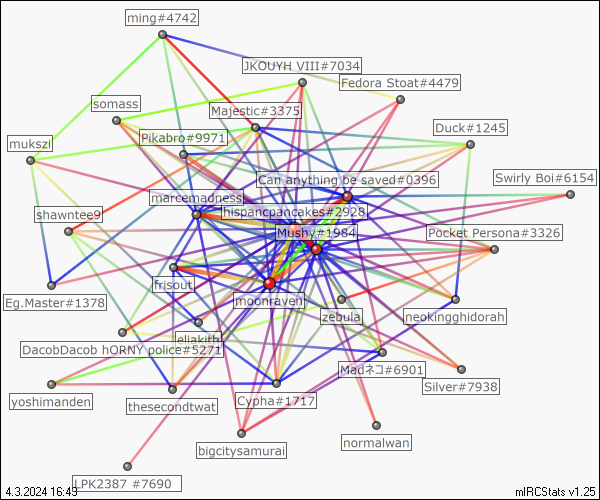 ming#4742
JKOUYH VIII#7034
Fedora Stoat#4479
somass
Majestic#3375
Duck#1245
mukszi
Pikabro#9971
Can anything be saved#0396
Swirly Boi#6154
marcemadness
hispancpancakes#2928
shawntee9
Mushy#1984
Pocket Persona#3326
frisout
moonraven
Eg.Master#1378
zebula
neokingghidorah
eliakith
DacobDacob hORNY police#5271
Madネコ#6901
Silver#7938
yoshimanden
thesecondtwat
Cypha#1717
bigcitysamurai
normalwan
LPK2387 #7690
4.3.2024 16:43
mIRCStats v1.25